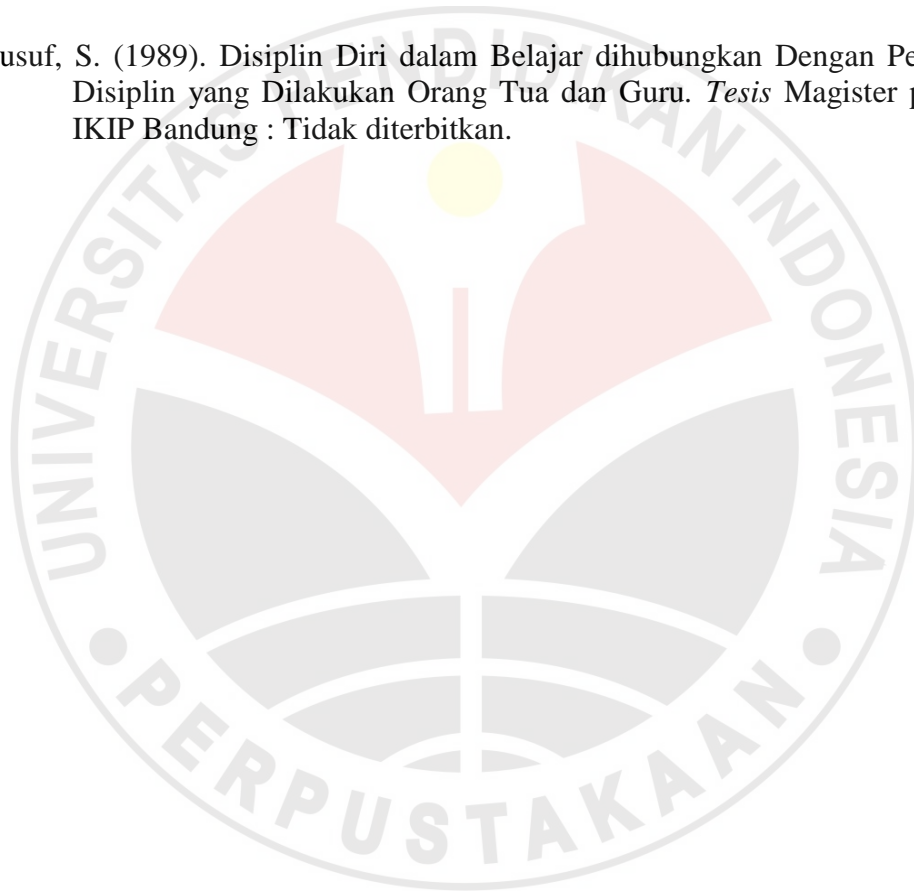 usuf, S. (1989). Disiplin Diri dalam Belajar dihubungkan Dengan Pe
Disiplin yang Dilakukan Orang Tua dan Guru. Tesis Magister p
IKIP Bandung : Tidak diterbitkan.
UNIVERSITAS PENDIDIKAN INDONESIA
PERPUSTAKAAN